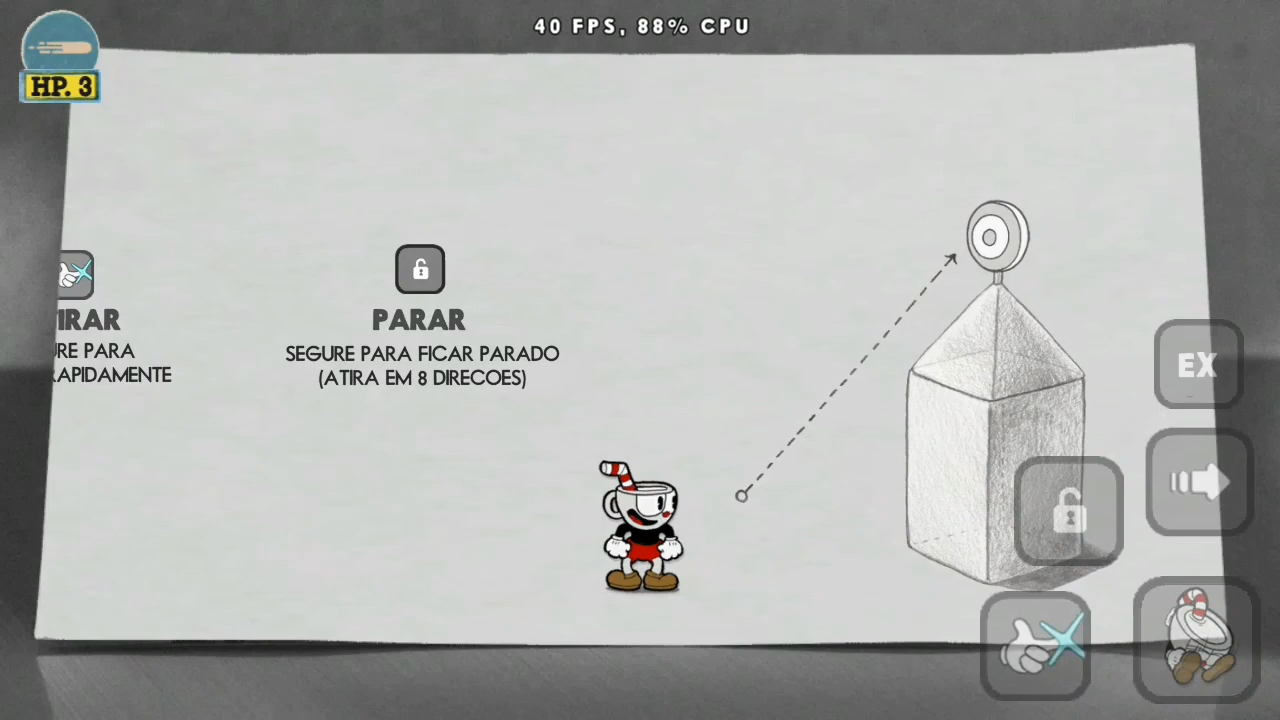 40 FPS, 88% CPU
HP. 3
PARAR
SEGURE PARA FICAR PARADO
(ATIRA EM 8 DIRECOES)
IRAR
RE PARA
RAPIDAMENTE
EX